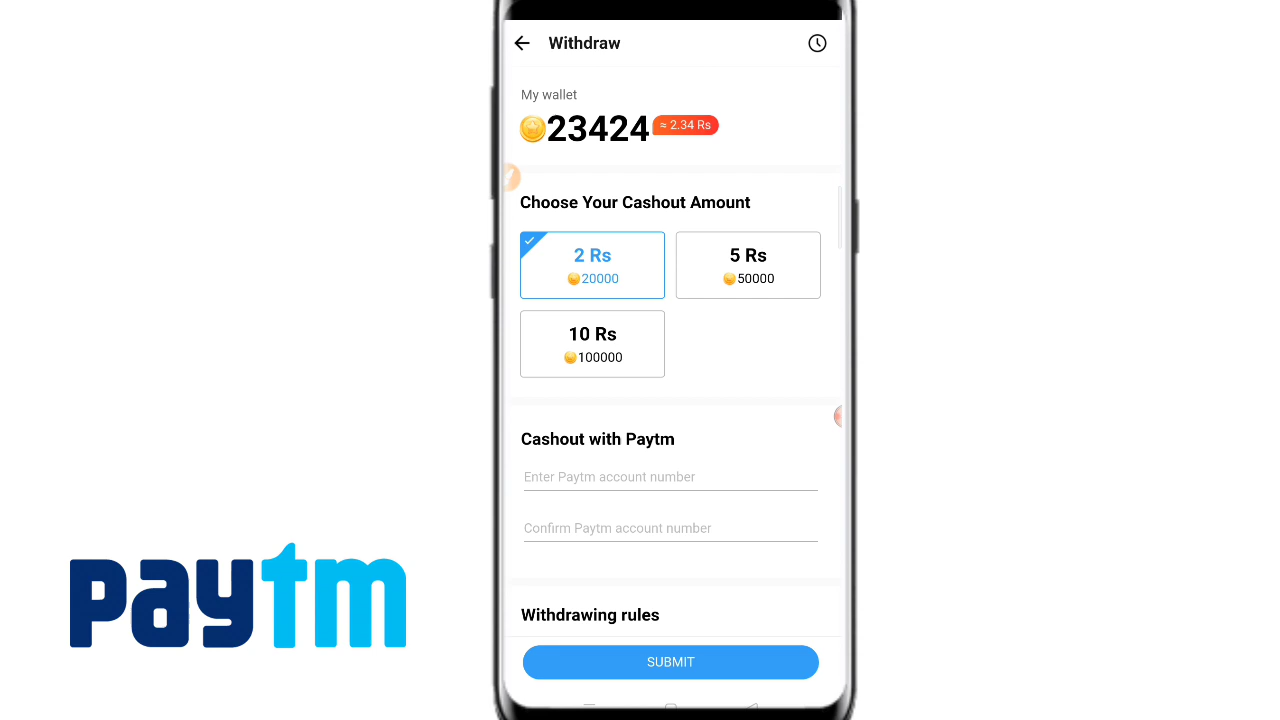 Withdraw
My wallet
23424 ≈ 2.34 Rs
Choose Your Cashout Amount
2 Rs
20000
5 Rs
50000
10 Rs
100000
Cashout with Paytm
Enter Paytm account number
Confirm Paytm account number
paytm
Withdrawing rules
SUBMIT